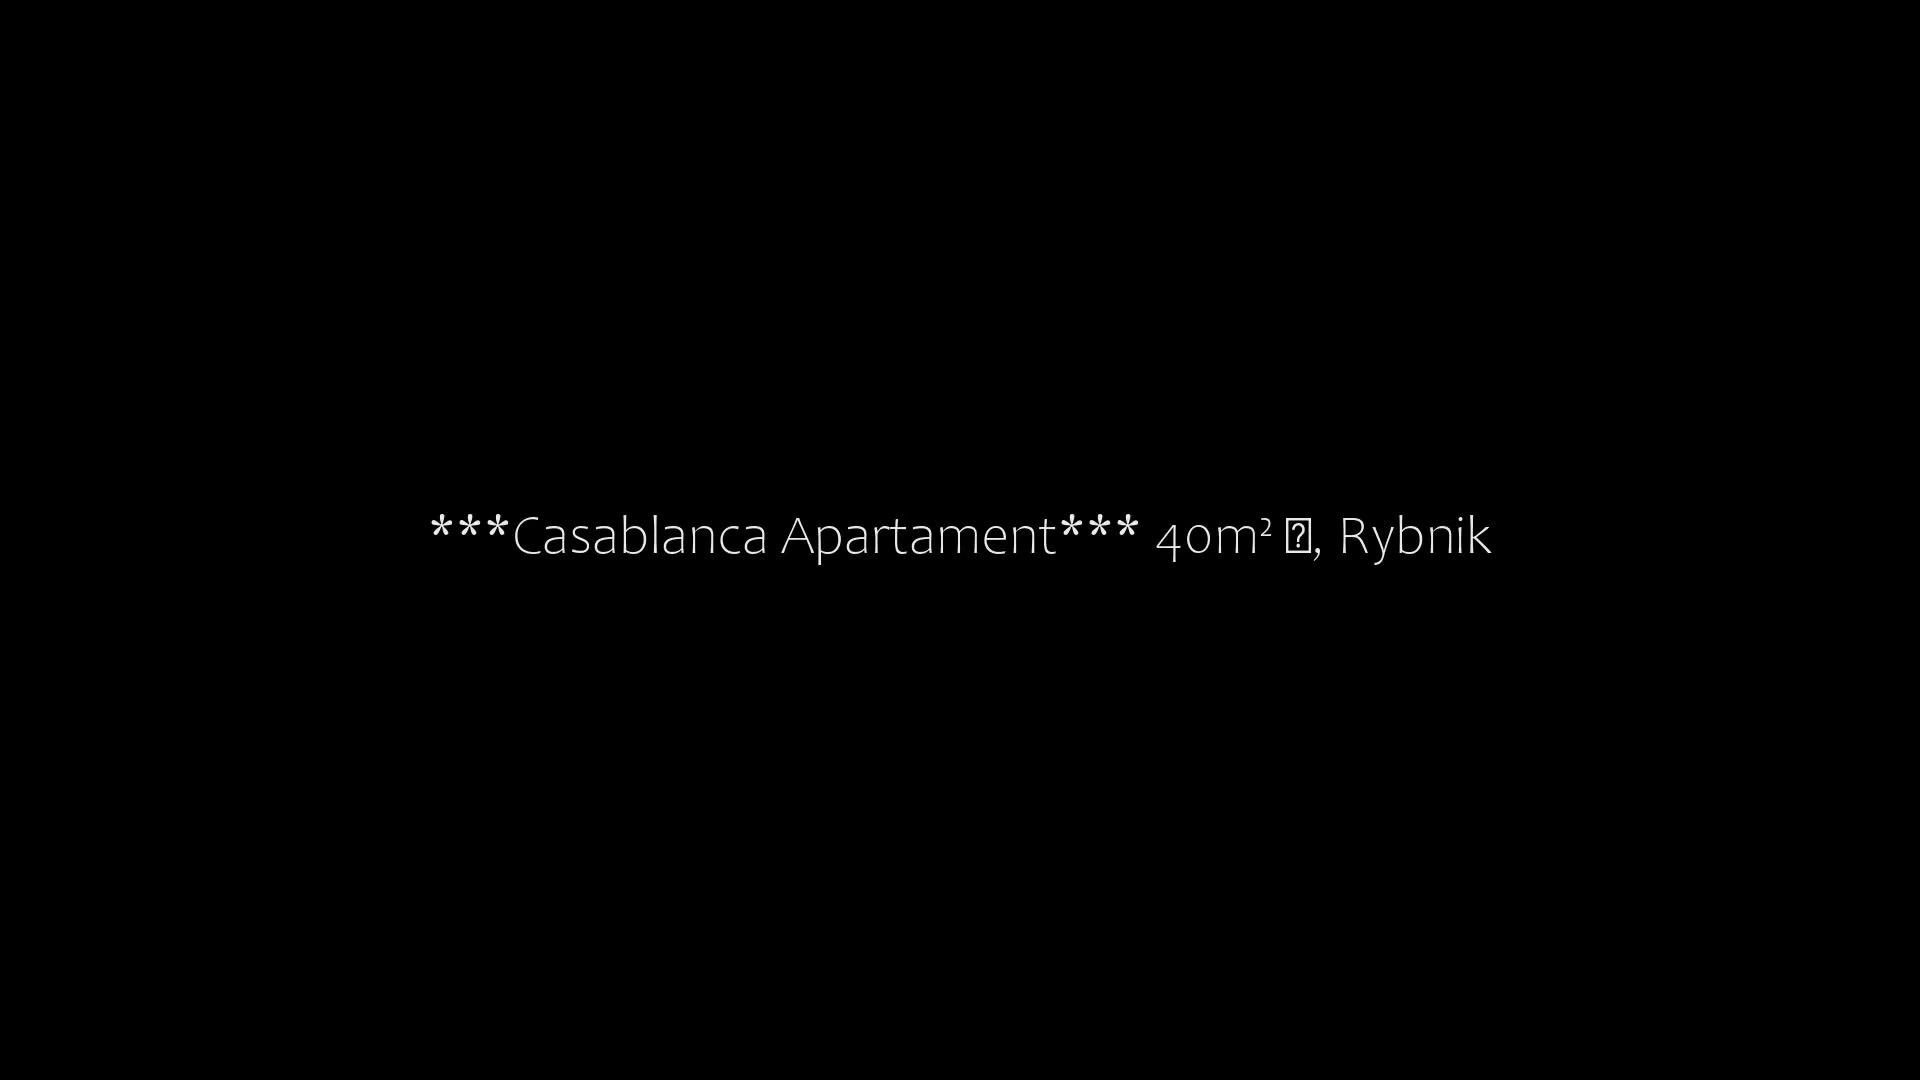 ***Casablanca Apartament*** 40m² ⍰, Rybnik